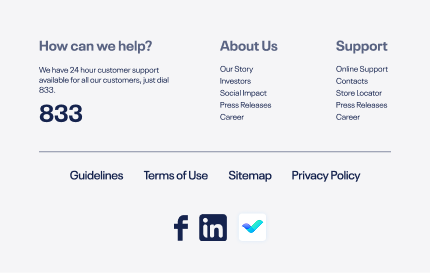 How can we help?
We have 24 hour customer support
available for all our customers, just dial
833.
833
About Us
Our Story
Investors
Social Impact
Press Releases
Career
Support
Online Support
Contacts
Store Locator
Press Releases
Career
Guidelines Terms of Use Sitemap Privacy Policy
f in